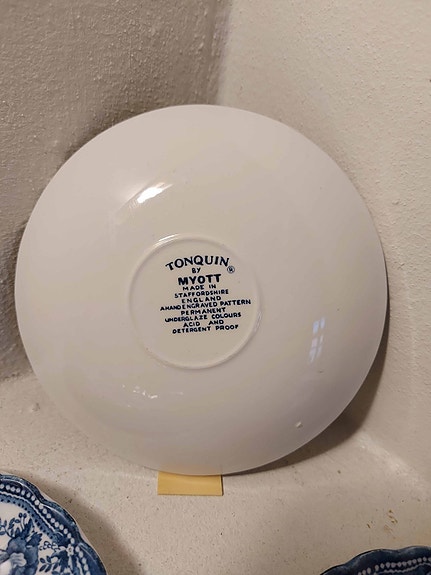 TONQUIN
BY
MYOTT ®
MADE IN
STAFFORDSHIRE
ENGLAND
A HAND ENGRAVED PATTERN
PERMANENT
UNDERGLAZE COLOURS
ACID AND
DETERGENT PROOF